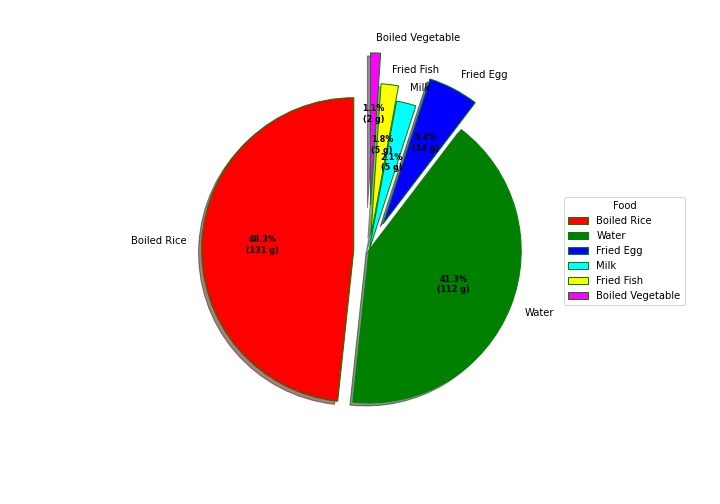 Boiled Vegetable
Fried Fish
Fried Egg
Milk
1.1%
(2 g)
1.8%
(5 g)
2.1%
(5 g)
5.4%
(14 g)
Boiled Rice
48.3%
(131 g)
41.3%
(112 g)
Water
Food
Boiled Rice
Water
Fried Egg
Milk
Fried Fish
Boiled Vegetable